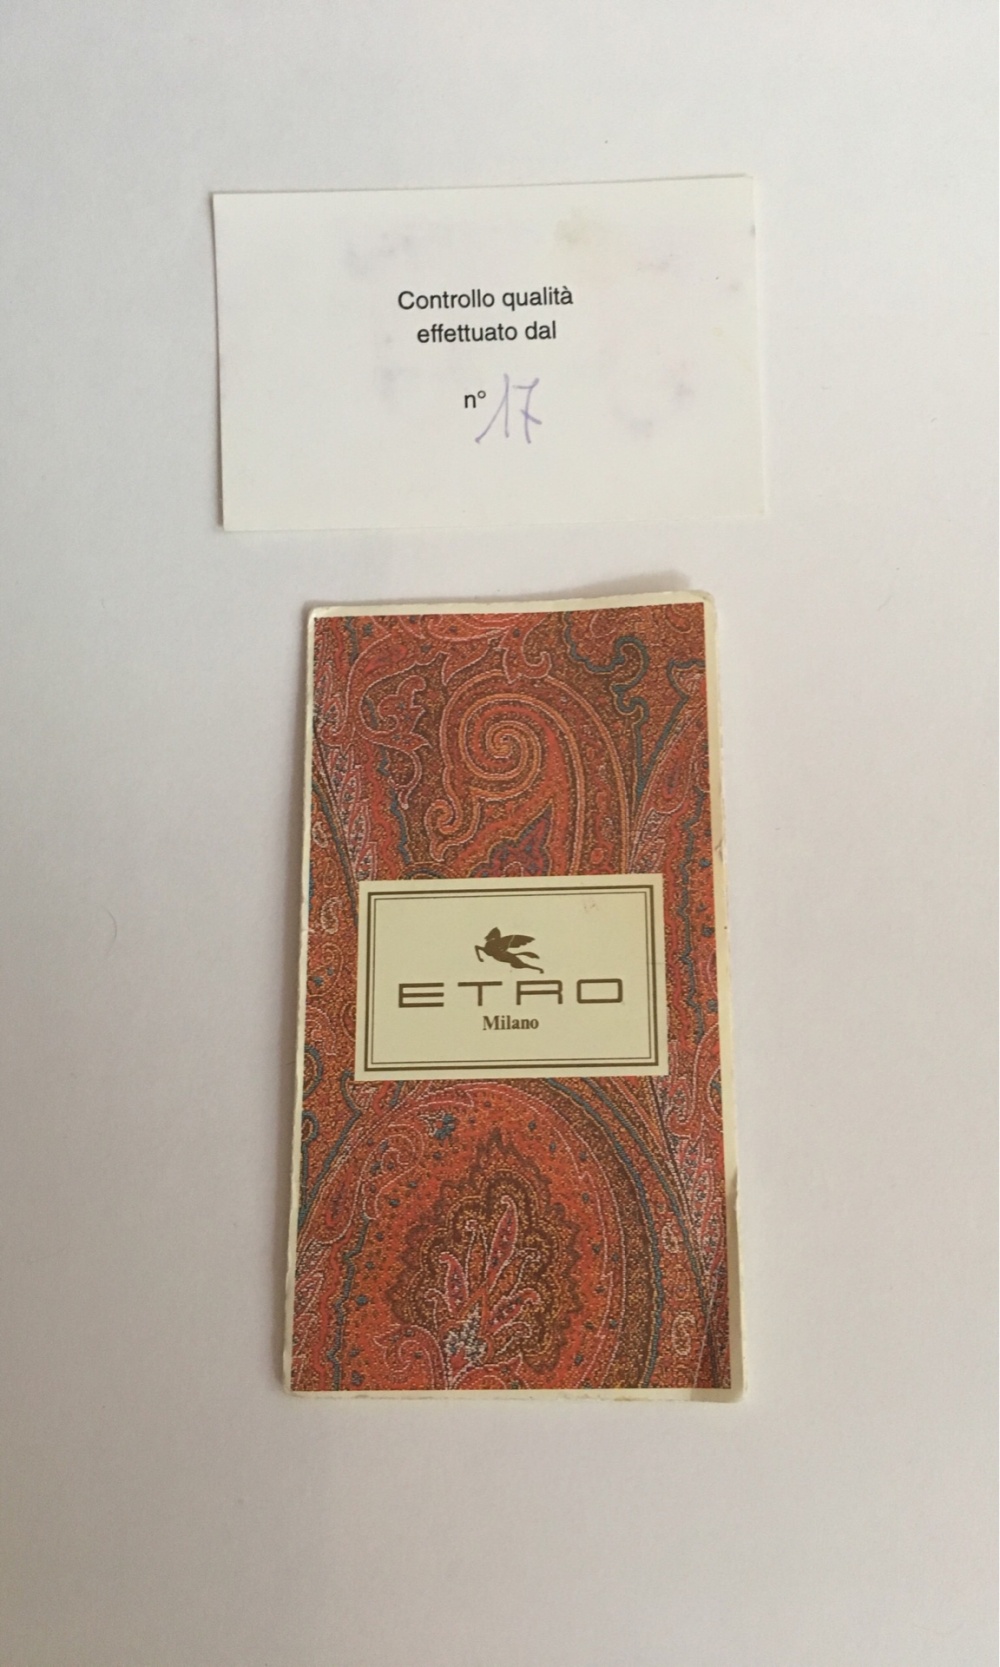 Controllo qualità
effettuato dal
n° 17
ETRO
Milano